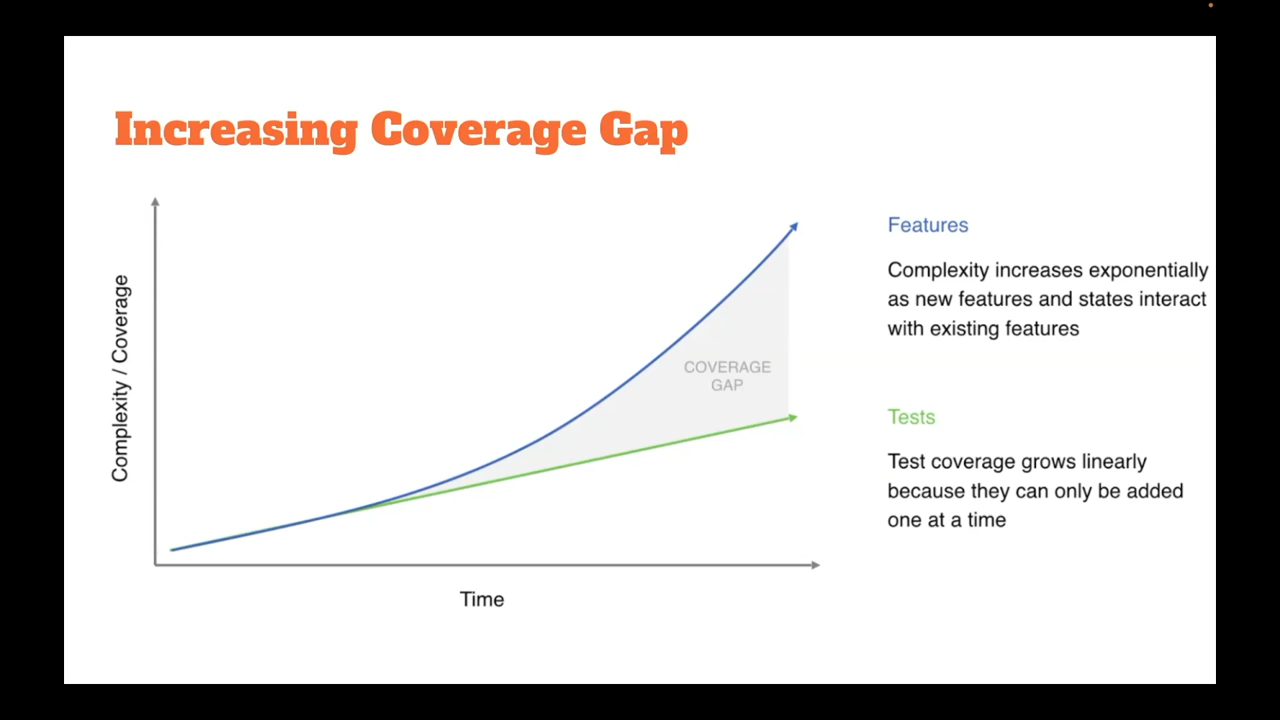 Increasing Coverage Gap
Complexity / Coverage
COVERAGE
GAP
Time
Features
Complexity increases exponentially
as new features and states interact
with existing features
Tests
Test coverage grows linearly
because they can only be added
one at a time